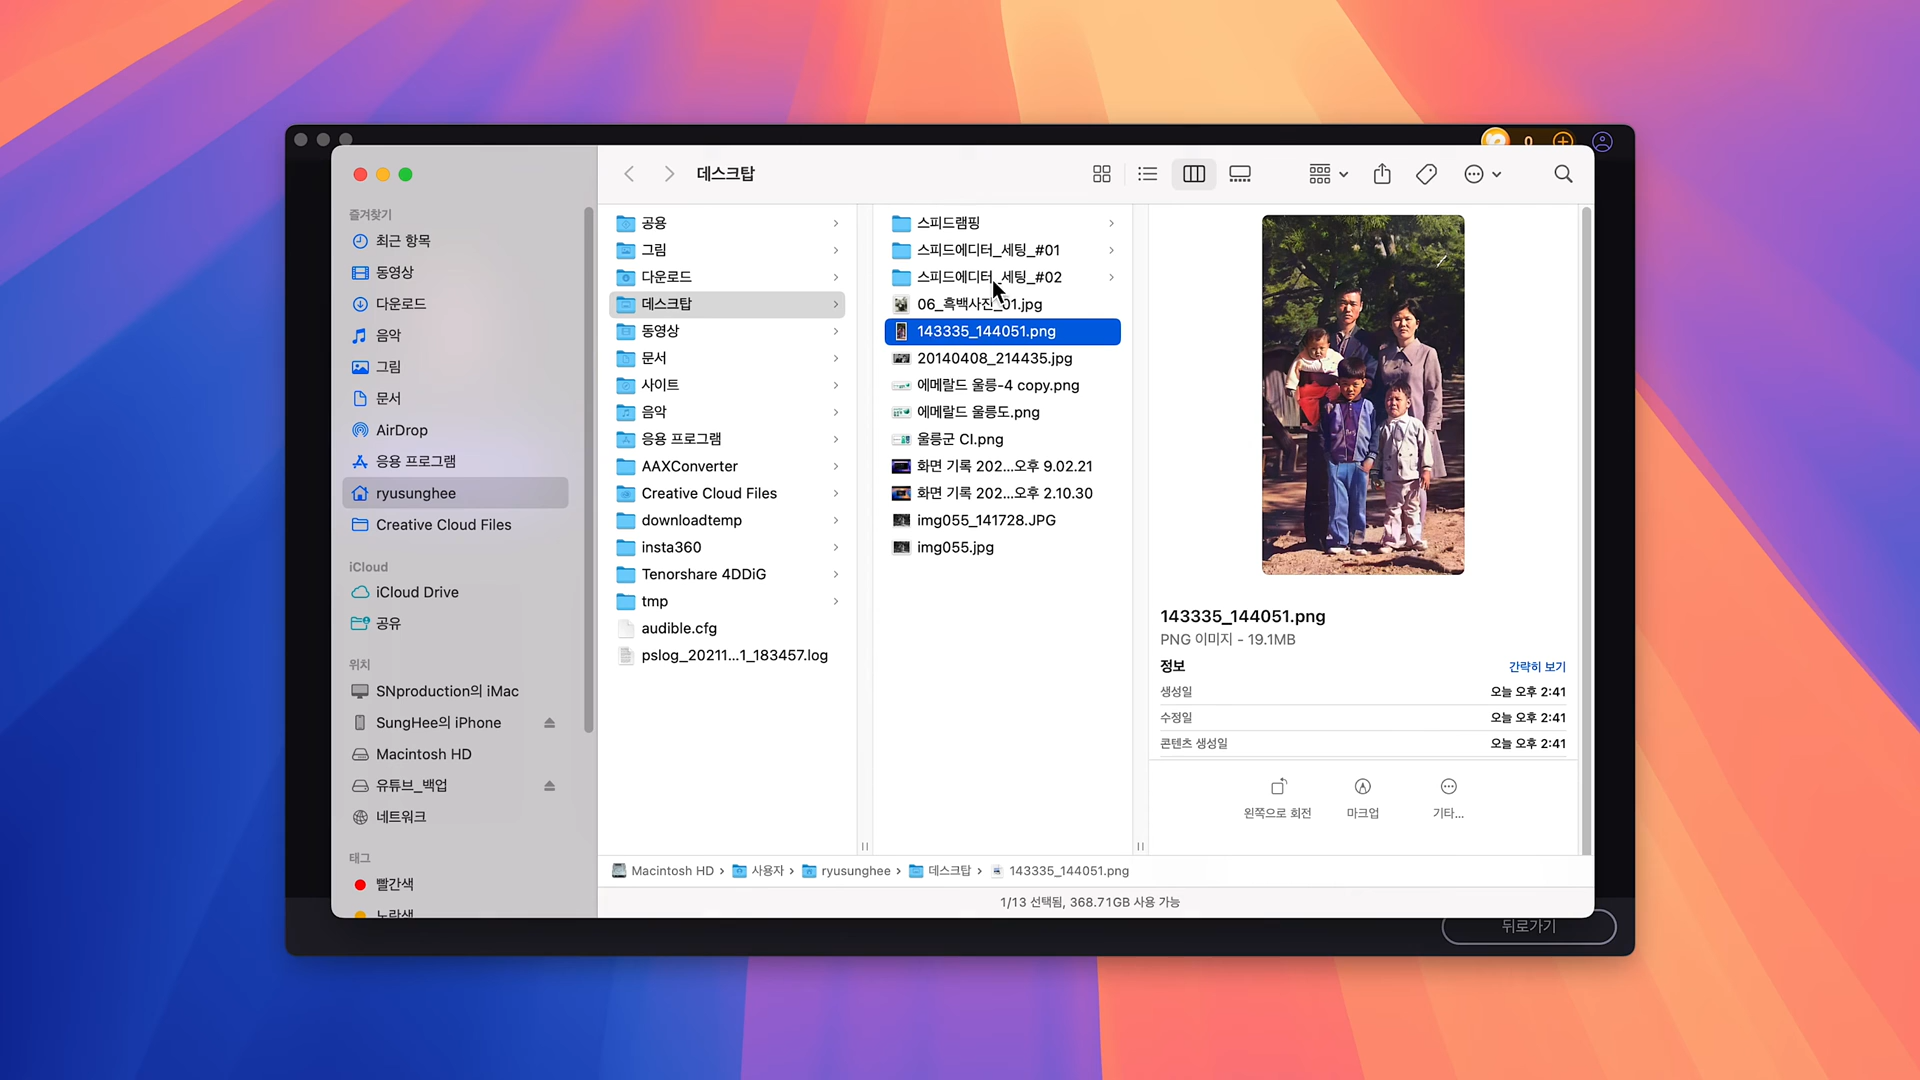 0
데스크탑
즐겨찾기
최근 항목
동영상
다운로드
음악
그림
문서
AirDrop
응용 프로그램
ryusunghee
Creative Cloud Files
iCloud
iCloud Drive
공유
위치
SNproduction의 iMac
SungHee의 iPhone
Macintosh HD
유튜브_백업
네트워크
태그
빨간색
노란색
공용
그림
다운로드
데스크탑
동영상
문서
사이트
음악
응용 프로그램
AAXConverter
Creative Cloud Files
downloadtemp
insta360
Tenorshare 4DDiG
tmp
audible.cfg
pslog_20211...1_183457.log
스피드램핑
스피드에디터_세팅_#01
스피드에디터_세팅_#02
06_흑백사진_01.jpg
143335_144051.png
20140408_214435.jpg
에메랄드 울릉-4 copy.png
에메랄드 울릉도.png
울릉군 CI.png
화면 기록 202...오후 9.02.21
화면 기록 202...오후 2.10.30
img055_141728.JPG
img055.jpg
143335_144051.png
PNG 이미지 - 19.1MB
정보 간략히 보기
생성일 오늘 오후 2:41
수정일 오늘 오후 2:41
콘텐츠 생성일 오늘 오후 2:41
왼쪽으로 회전 마크업 기타...
Macintosh HD › 사용자 › ryusunghee › 데스크탑 › 143335_144051.png
1/13 선택됨, 368.71GB 사용 가능
뒤로가기